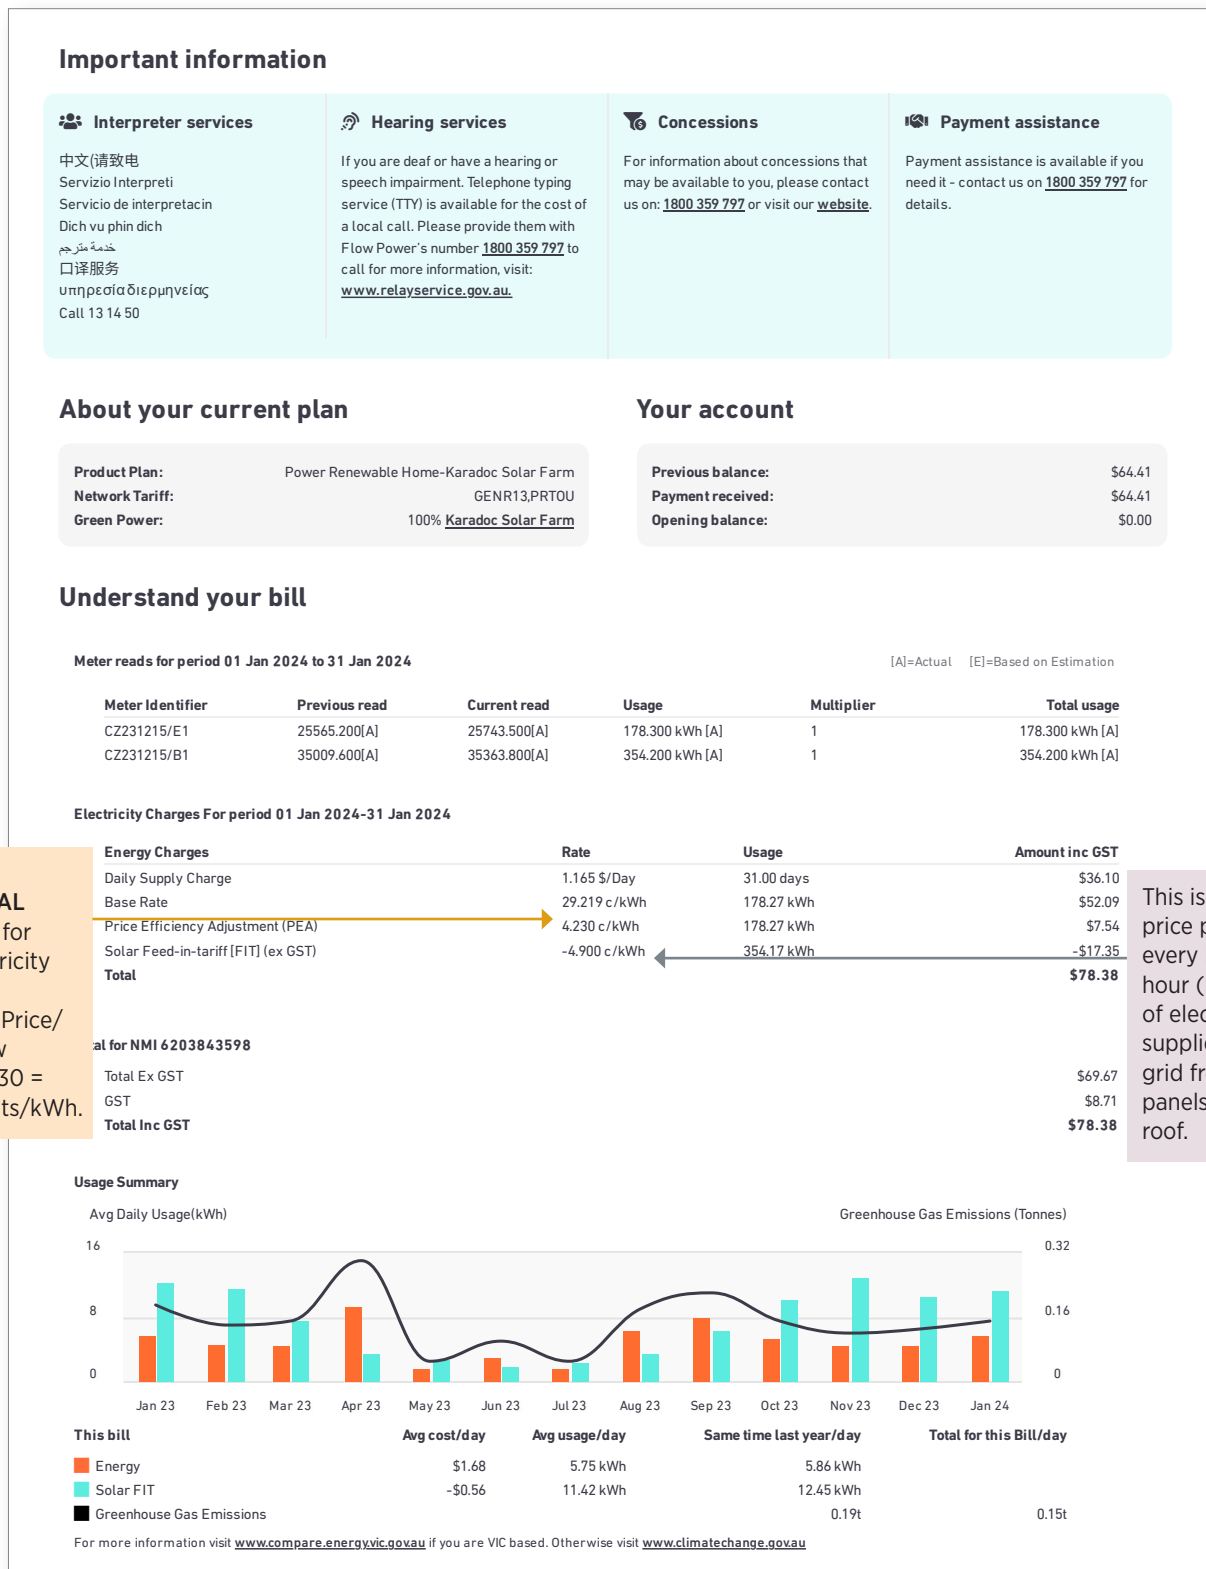 Important information
Interpreter services
中文(请致电
Servizio Interpreti
Servicio de interpretacin
Dich vu phin dich
خدمة مترجم
口译服务
υπηρεσία διερμηνείας
Call 13 14 50
Hearing services
If you are deaf or have a hearing or
speech impairment. Telephone typing
service (TTY) is available for the cost of
a local call. Please provide them with
Flow Power's number 1800 359 797 to
call for more information, visit:
www.relayservice.gov.au.
Concessions
For information about concessions that
may be available to you, please contact
us on: 1800 359 797 or visit our website.
Payment assistance
Payment assistance is available if you
need it - contact us on 1800 359 797 for
details.
About your current plan
Product Plan: Power Renewable Home-Karadoc Solar Farm
Network Tariff: GENR13,PRTOU
Green Power: 100% Karadoc Solar Farm
Your account
Previous balance: $64.41
Payment received: $64.41
Opening balance: $0.00
Understand your bill
Meter reads for period 01 Jan 2024 to 31 Jan 2024 [A]=Actual [E]=Based on Estimation
Meter Identifier Previous read Current read Usage Multiplier Total usage
CZ231215/E1 25565.200[A] 25743.500[A] 178.300 kWh [A] 1 178.300 kWh [A]
CZ231215/B1 35009.600[A] 35363.800[A] 354.200 kWh [A] 1 354.200 kWh [A]
Electricity Charges For period 01 Jan 2024-31 Jan 2024
Energy Charges Rate Usage Amount inc GST
Daily Supply Charge 1.165 $/Day 31.00 days $36.10
Base Rate 29.219 c/kWh 178.27 kWh $52.09
Price Efficiency Adjustment (PEA) 4.230 c/kWh 178.27 kWh $7.54
Solar Feed-in-tariff [FIT] (ex GST) -4.900 c/kWh 354.17 kWh -$17.35
Total $78.38
AL
for
ricity
Price/
w
30 =
ts/kWh.
This is
price p
every
hour (
of elec
supplie
grid fr
panels
roof.
al for NMI 6203843598
Total Ex GST $69.67
GST $8.71
Total Inc GST $78.38
Usage Summary
Avg Daily Usage(kWh) Greenhouse Gas Emissions (Tonnes)
16 0.32
8 0.16
0 0
Jan 23 Feb 23 Mar 23 Apr 23 May 23 Jun 23 Jul 23 Aug 23 Sep 23 Oct 23 Nov 23 Dec 23 Jan 24
This bill Avg cost/day Avg usage/day Same time last year/day Total for this Bill/day
Energy $1.68 5.75 kWh 5.86 kWh
Solar FIT -$0.56 11.42 kWh 12.45 kWh
Greenhouse Gas Emissions 0.19t 0.15t
For more information visit www.compare.energy.vic.gov.au if you are VIC based. Otherwise visit www.climatechange.gov.au